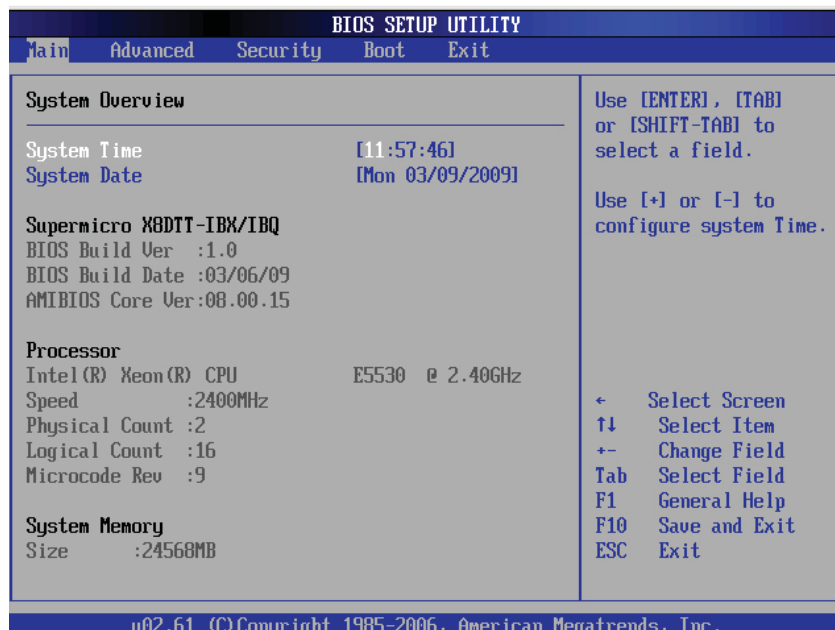 BIOS SETUP UTILITY
Main Advanced Security Boot Exit
System Overview
System Time [11:57:46]
System Date [Mon 03/09/2009]
Supermicro X8DTT-IBX/IBQ
BIOS Build Ver :1.0
BIOS Build Date :03/06/09
AMIBIOS Core Ver:08.00.15
Processor
Intel(R) Xeon(R) CPU E5530 @ 2.40GHz
Speed :2400MHz
Physical Count :2
Logical Count :16
Microcode Rev :9
System Memory
Size :24568MB
Use [ENTER], [TAB]
or [SHIFT-TAB] to
select a field.
Use [+] or [-] to
configure system Time.
← Select Screen
↑↓ Select Item
+- Change Field
Tab Select Field
F1 General Help
F10 Save and Exit
ESC Exit
v02.61 (C)Copyright 1985-2006, American Megatrends, Inc.